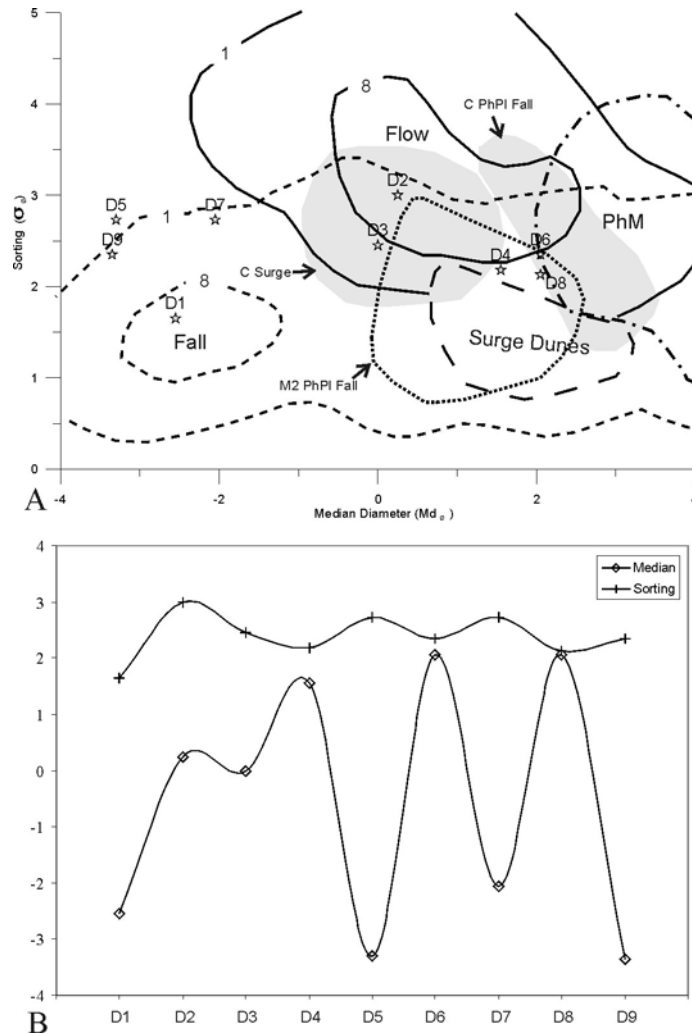 5
4
3
2
1
0
Sorting (σø)
-4
-2
0
2
4
Median Diameter (Mdø)
A
1
8
C PhPl Fall
Flow
D5
1
D7
D2
PhM
D9
D3
D6
D4
D8
C Surge
8
D1
Fall
Surge Dunes
M2 PhPl Fall
4
3
2
1
0
-1
-2
-3
-4
Median
Sorting
B
D1 D2 D3 D4 D5 D6 D7 D8 D9